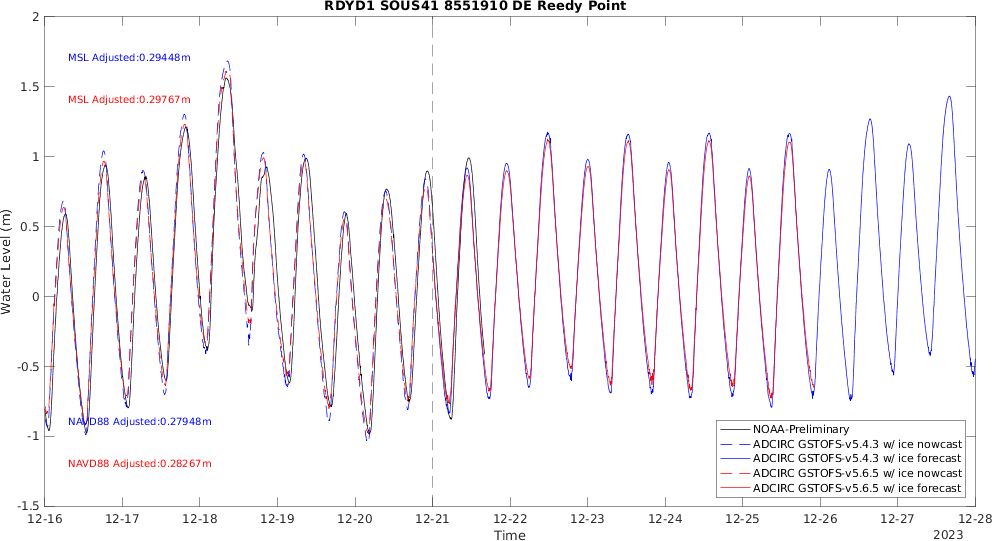 RDYD1 SOUS41 8551910 DE Reedy Point
2
1.5
1
0.5
0
-0.5
-1
-1.5
Water Level (m)
MSL Adjusted:0.29448m
MSL Adjusted:0.29767m
NAVD88 Adjusted:0.27948m
NAVD88 Adjusted:0.28267m
NOAA-Preliminary
ADCIRC GSTOFS-v5.4.3 w/ ice nowcast
ADCIRC GSTOFS-v5.4.3 w/ ice forecast
ADCIRC GSTOFS-v5.6.5 w/ ice nowcast
ADCIRC GSTOFS-v5.6.5 w/ ice forecast
12-16 12-17 12-18 12-19 12-20 12-21 12-22 12-23 12-24 12-25 12-26 12-27 12-28
Time
2023